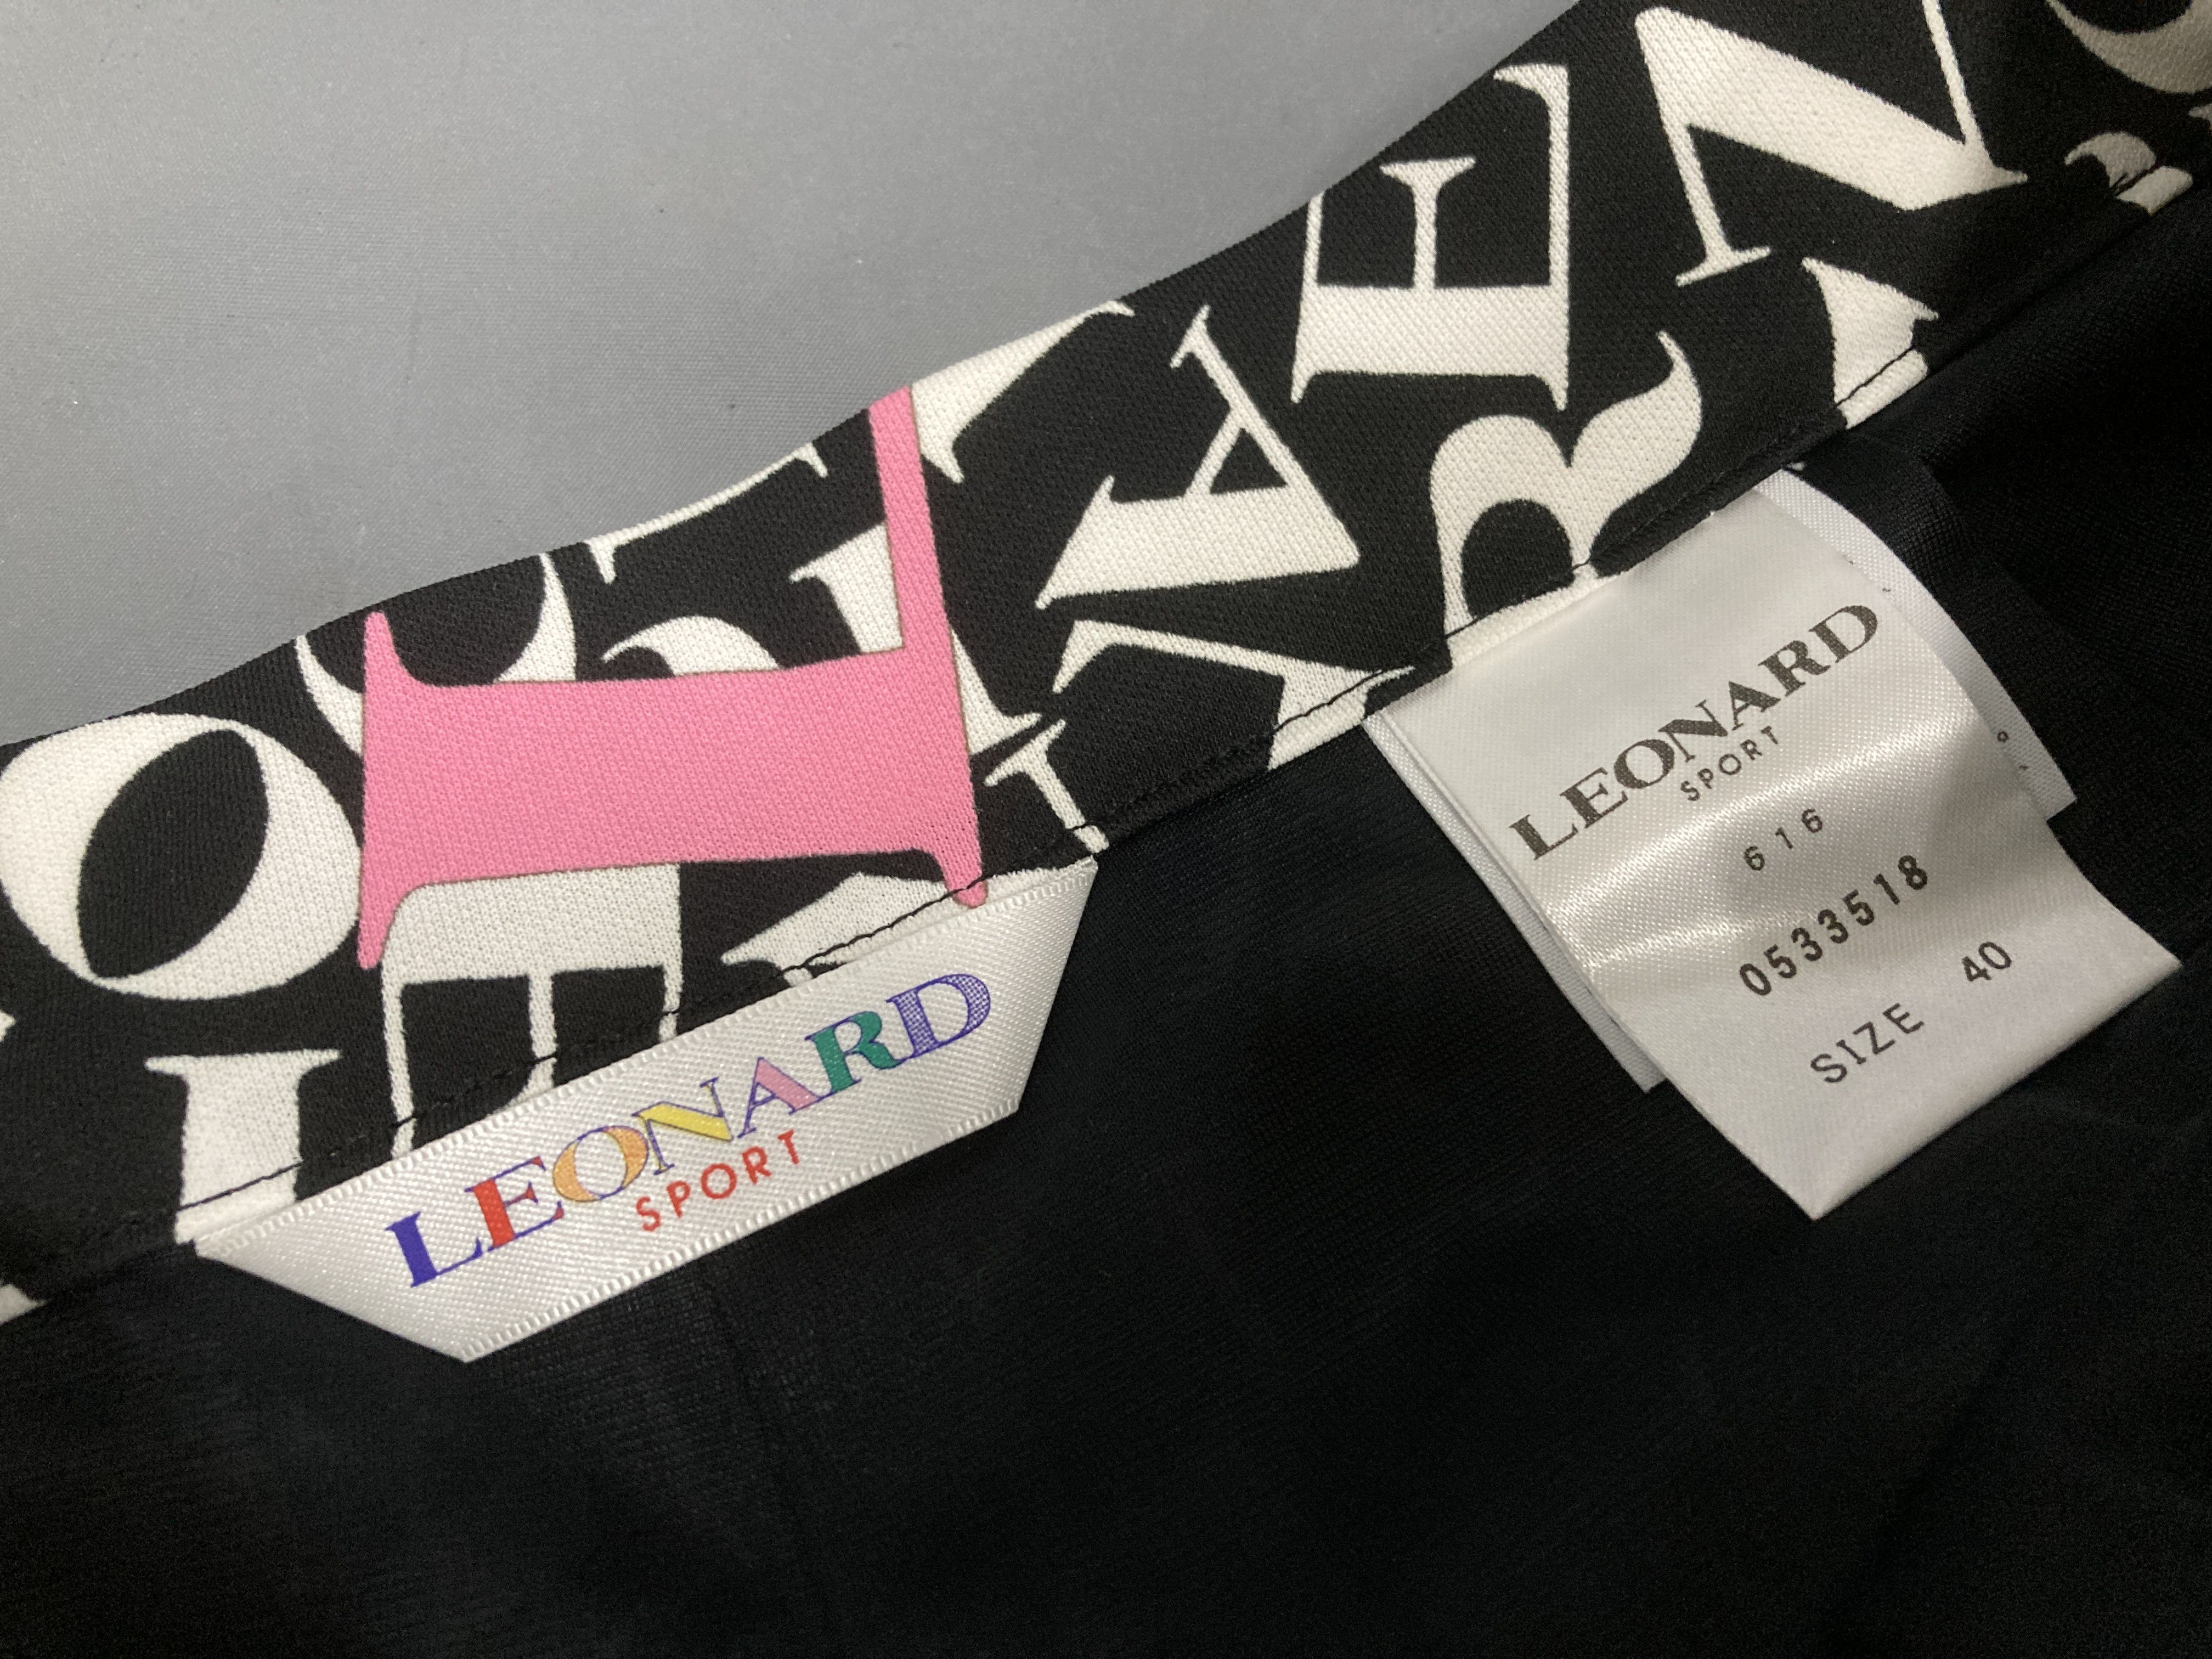 LEONARD
SPORT
LEONARD
SPORT
616
0533518
SIZE 40